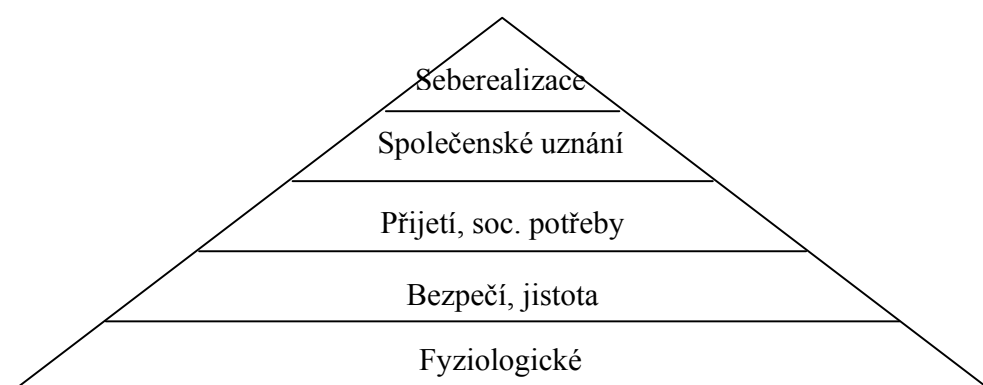 Seberealizace
Společenské uznání
Přijetí, soc. potřeby
Bezpečí, jistota
Fyziologické